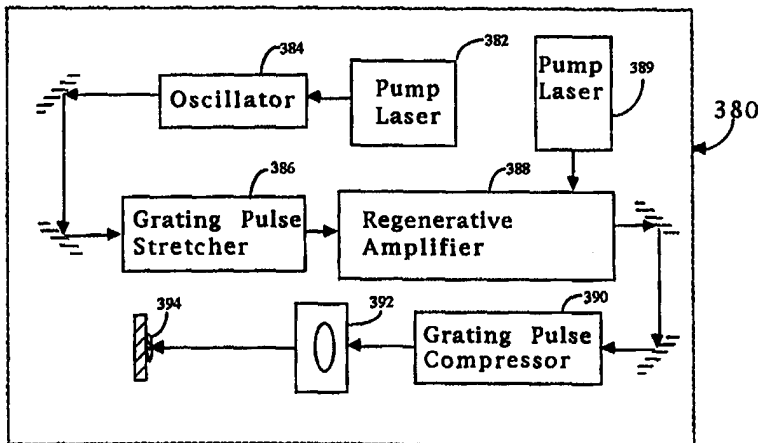 384
382
389
Oscillator
Pump
Laser
Pump
Laser
380
386
388
Grating Pulse
Stretcher
Regenerative
Amplifier
394
392
390
Grating Pulse
Compressor